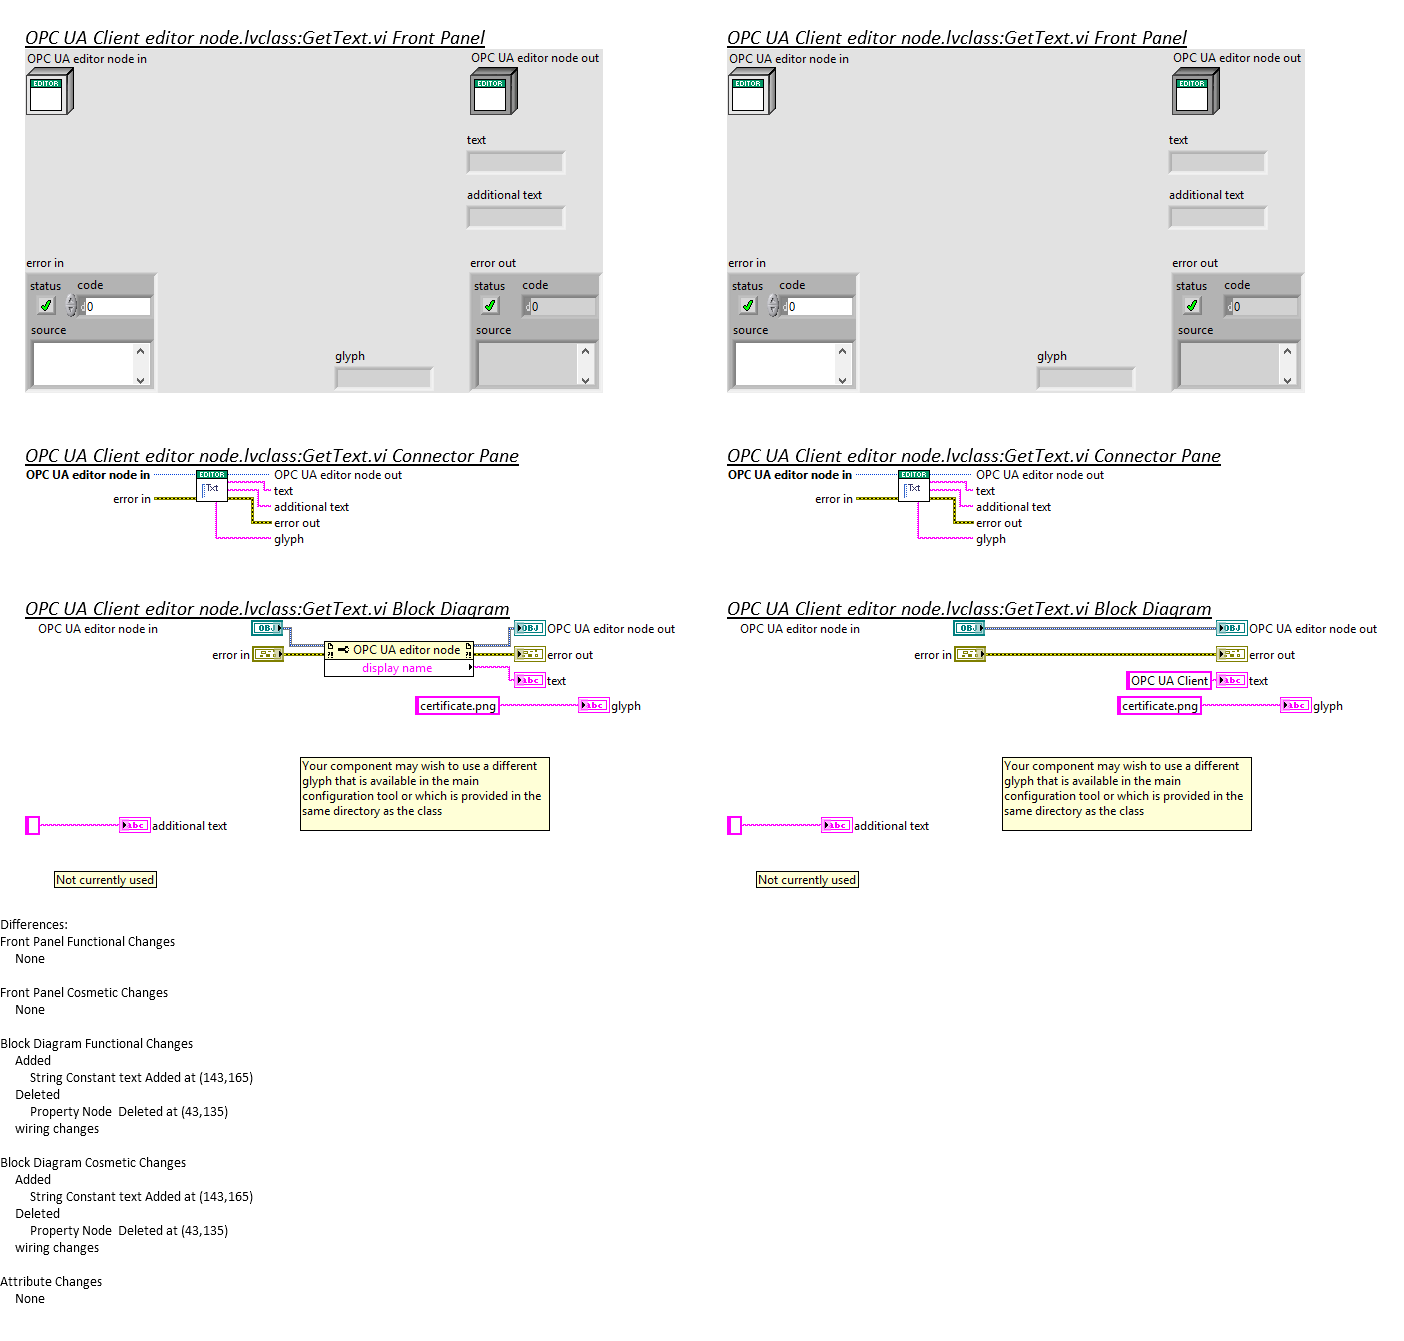 OPC UA Client editor node.lvclass:GetText.vi Front Panel
OPC UA editor node in
OPC UA editor node out
EDITOR
EDITOR
text
additional text
error in
error out
status
code
0
status
code
d0
source
source
glyph
OPC UA Client editor node.lvclass:GetText.vi Connector Pane
OPC UA editor node in
EDITOR
Txt
OPC UA editor node out
text
error in
additional text
error out
glyph
OPC UA Client editor node.lvclass:GetText.vi Block Diagram
OPC UA editor node in
OBJ
OBJ
OPC UA editor node out
error in
OPC UA editor node
error out
display name
abc
text
certificate.png
abc
glyph
Your component may wish to use a different
glyph that is available in the main
configuration tool or which is provided in the
same directory as the class
abc
additional text
Not currently used
OPC UA Client editor node.lvclass:GetText.vi Front Panel
OPC UA editor node in
OPC UA editor node out
EDITOR
EDITOR
text
additional text
error in
error out
status
code
0
status
code
d0
source
source
glyph
OPC UA Client editor node.lvclass:GetText.vi Connector Pane
OPC UA editor node in
EDITOR
Txt
OPC UA editor node out
text
error in
additional text
error out
glyph
OPC UA Client editor node.lvclass:GetText.vi Block Diagram
OPC UA editor node in
OBJ
OBJ
OPC UA editor node out
error in
error out
OPC UA Client
abc
text
certificate.png
abc
glyph
Your component may wish to use a different
glyph that is available in the main
configuration tool or which is provided in the
same directory as the class
abc
additional text
Not currently used
Differences:
Front Panel Functional Changes
None
Front Panel Cosmetic Changes
None
Block Diagram Functional Changes
Added
String Constant text Added at (143,165)
Deleted
Property Node  Deleted at (43,135)
wiring changes
Block Diagram Cosmetic Changes
Added
String Constant text Added at (143,165)
Deleted
Property Node  Deleted at (43,135)
wiring changes
Attribute Changes
None